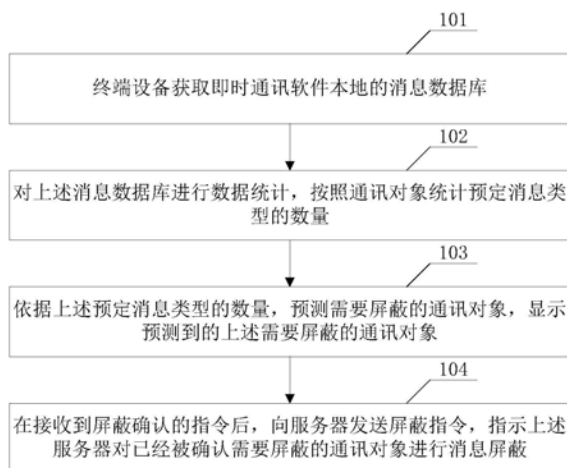 101
终端设备获取即时通讯软件本地的消息数据库
102
对上述消息数据库进行数据统计，按照通讯对象统计预定消息类
型的数量
103
依据上述预定消息类型的数量，预测需要屏蔽的通讯对象，显示
预测到的上述需要屏蔽的通讯对象
104
在接收到屏蔽确认的指令后，向服务器发送屏蔽指令，指示上述
服务器对已经被确认需要屏蔽的通讯对象进行消息屏蔽